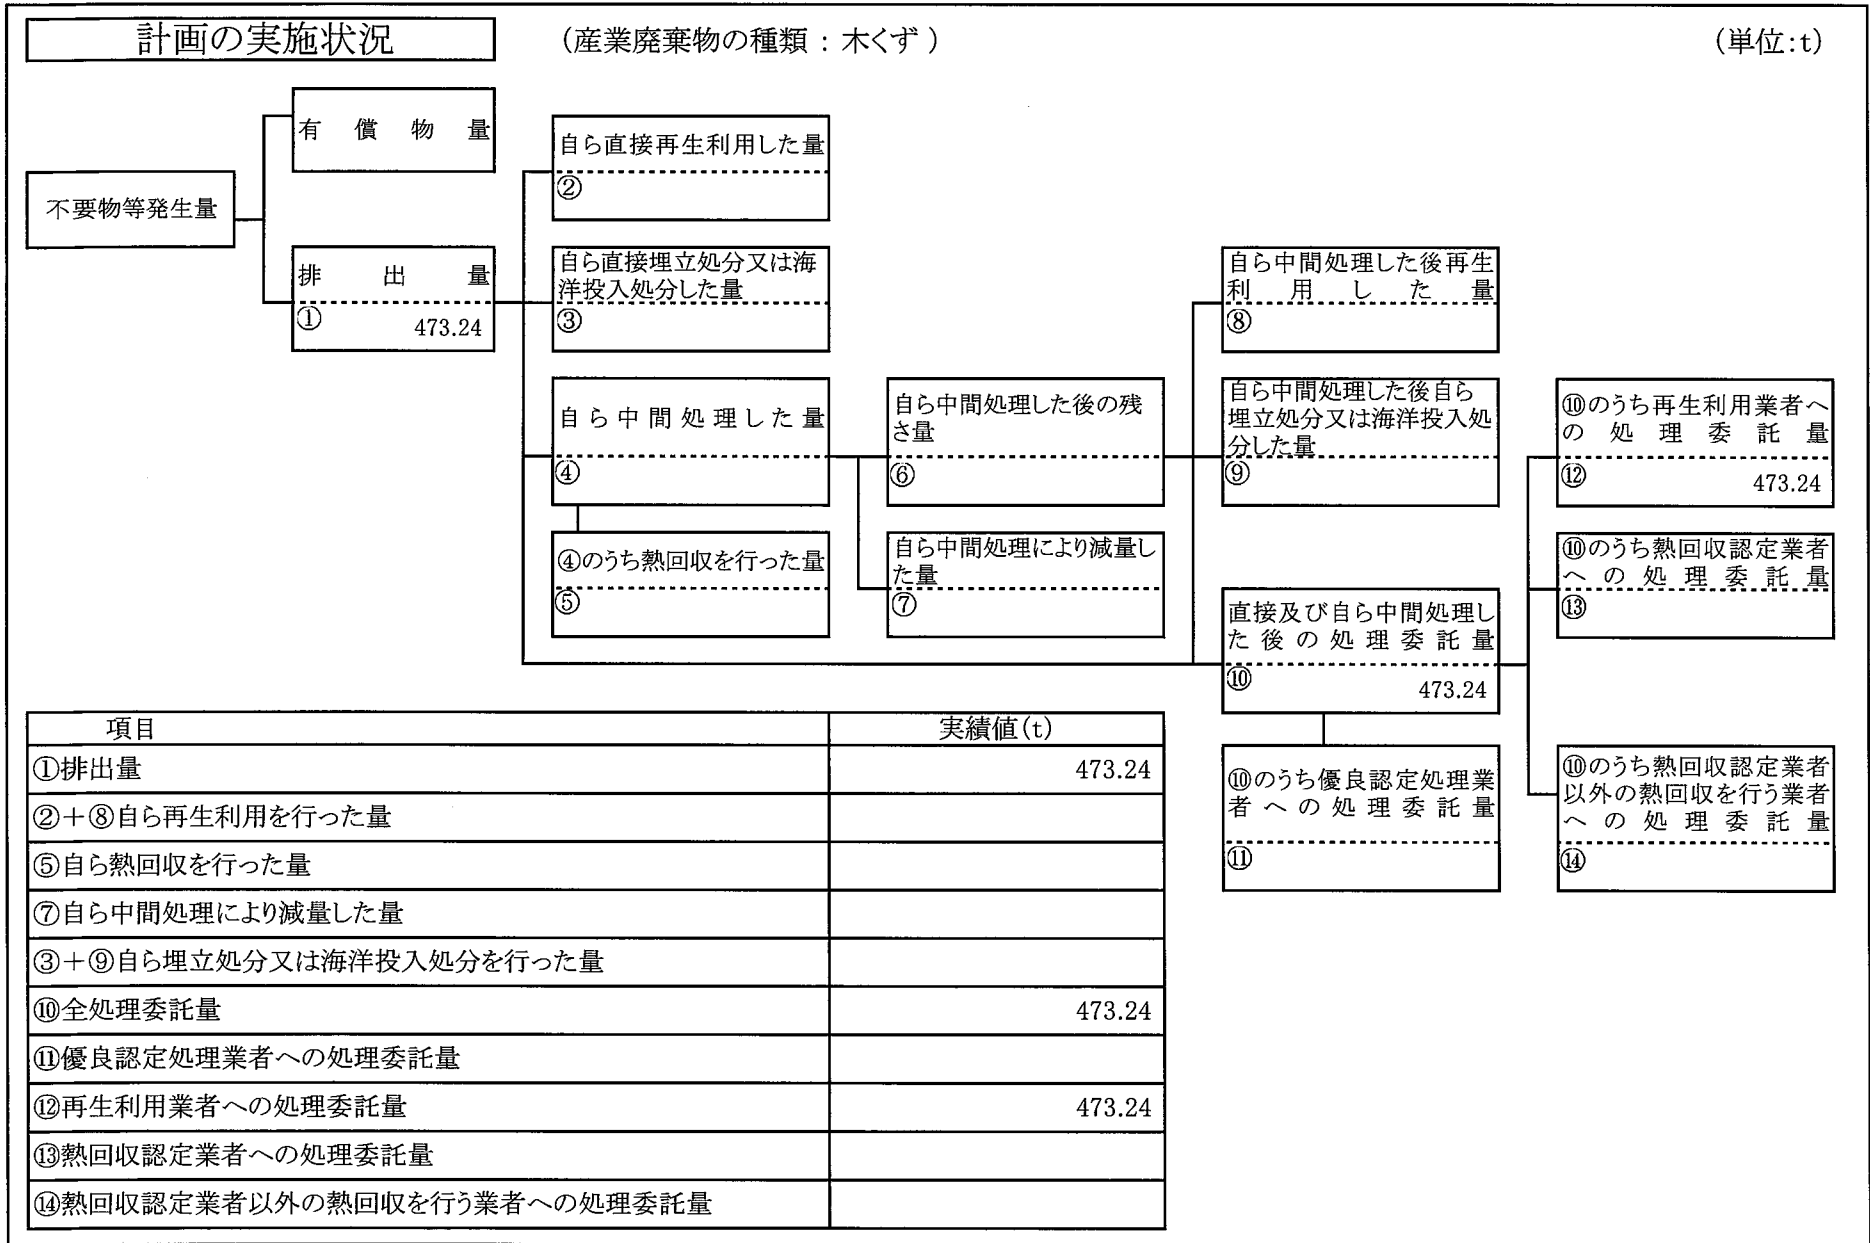 計画の実施状況
（産業廃棄物の種類：木くず）
（単位:t）
有償物量
不要物等発生量
排出量
① 473.24
自ら直接再生利用した量
②
自ら直接埋立処分又は海
洋投入処分した量
③
自ら中間処理した量
④
④のうち熱回収を行った量
⑤
自ら中間処理した後の残
さ量
⑥
自ら中間処理により減量し
た量
⑦
自ら中間処理した後再生
利用した量
⑧
自ら中間処理した後自ら
埋立処分又は海洋投入処
分した量
⑨
直接及び自ら中間処理し
た後の処理委託量
⑩ 473.24
⑩のうち優良認定処理業
者への処理委託量
⑪
⑩のうち再生利用業者へ
の処理委託量
⑫ 473.24
⑩のうち熱回収認定業者
への処理委託量
⑬
⑩のうち熱回収認定業者
以外の熱回収を行う業者
への処理委託量
⑭
項目 実績値(t)
①排出量 473.24
②＋⑧自ら再生利用を行った量
⑤自ら熱回収を行った量
⑦自ら中間処理により減量した量
③＋⑨自ら埋立処分又は海洋投入処分を行った量
⑩全処理委託量 473.24
⑪優良認定処理業者への処理委託量
⑫再生利用業者への処理委託量 473.24
⑬熱回収認定業者への処理委託量
⑭熱回収認定業者以外の熱回収を行う業者への処理委託量